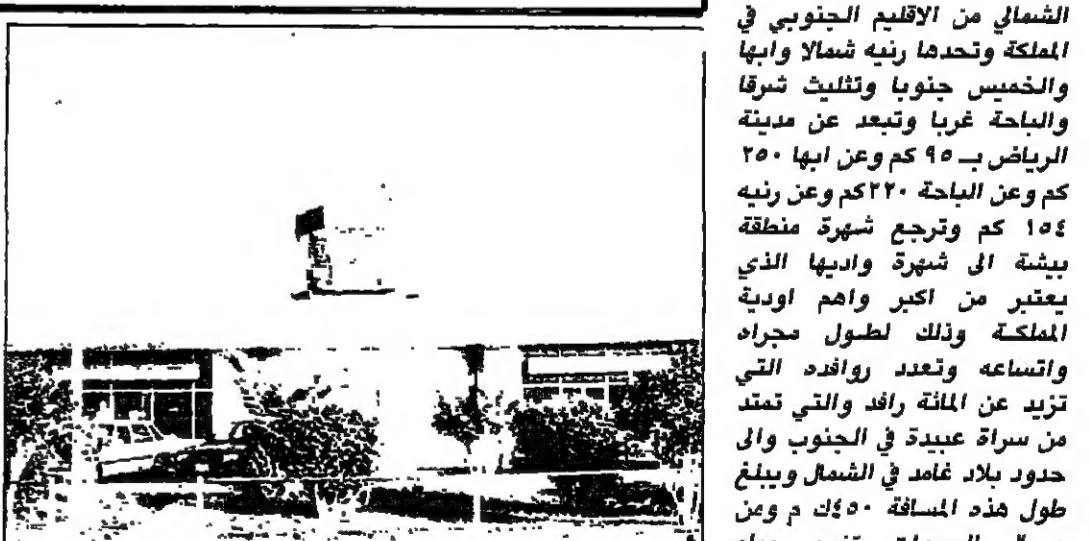 الشمالي من الاقليم الجنوبي في
المملكة وتحدها رنيه شمالا وابها
والخميس جنوبا وتثليث شرقا
والباحة غربا وتبعد عن مدينة
الرياض بـ ٩٥ كم وعن ابها ٢٥٠
كم وعن الباحة ٢٢٠ كم وعن رنيه
١٥٤ كم وترجع شهرة منطقة
بيشة الى شهرة واديها الذي
يعتبر من اكبر واهم اودية
المملكة وذلك لطول مجراه
واتساعه وتعدد روافده التي
تزيد عن المائة رافد والتي تمتد
من سراة عبيدة في الجنوب والى
حدود بلاد غامد في الشمال ويبلغ
طول هذه المسافة ٤٥٠ك م وعن